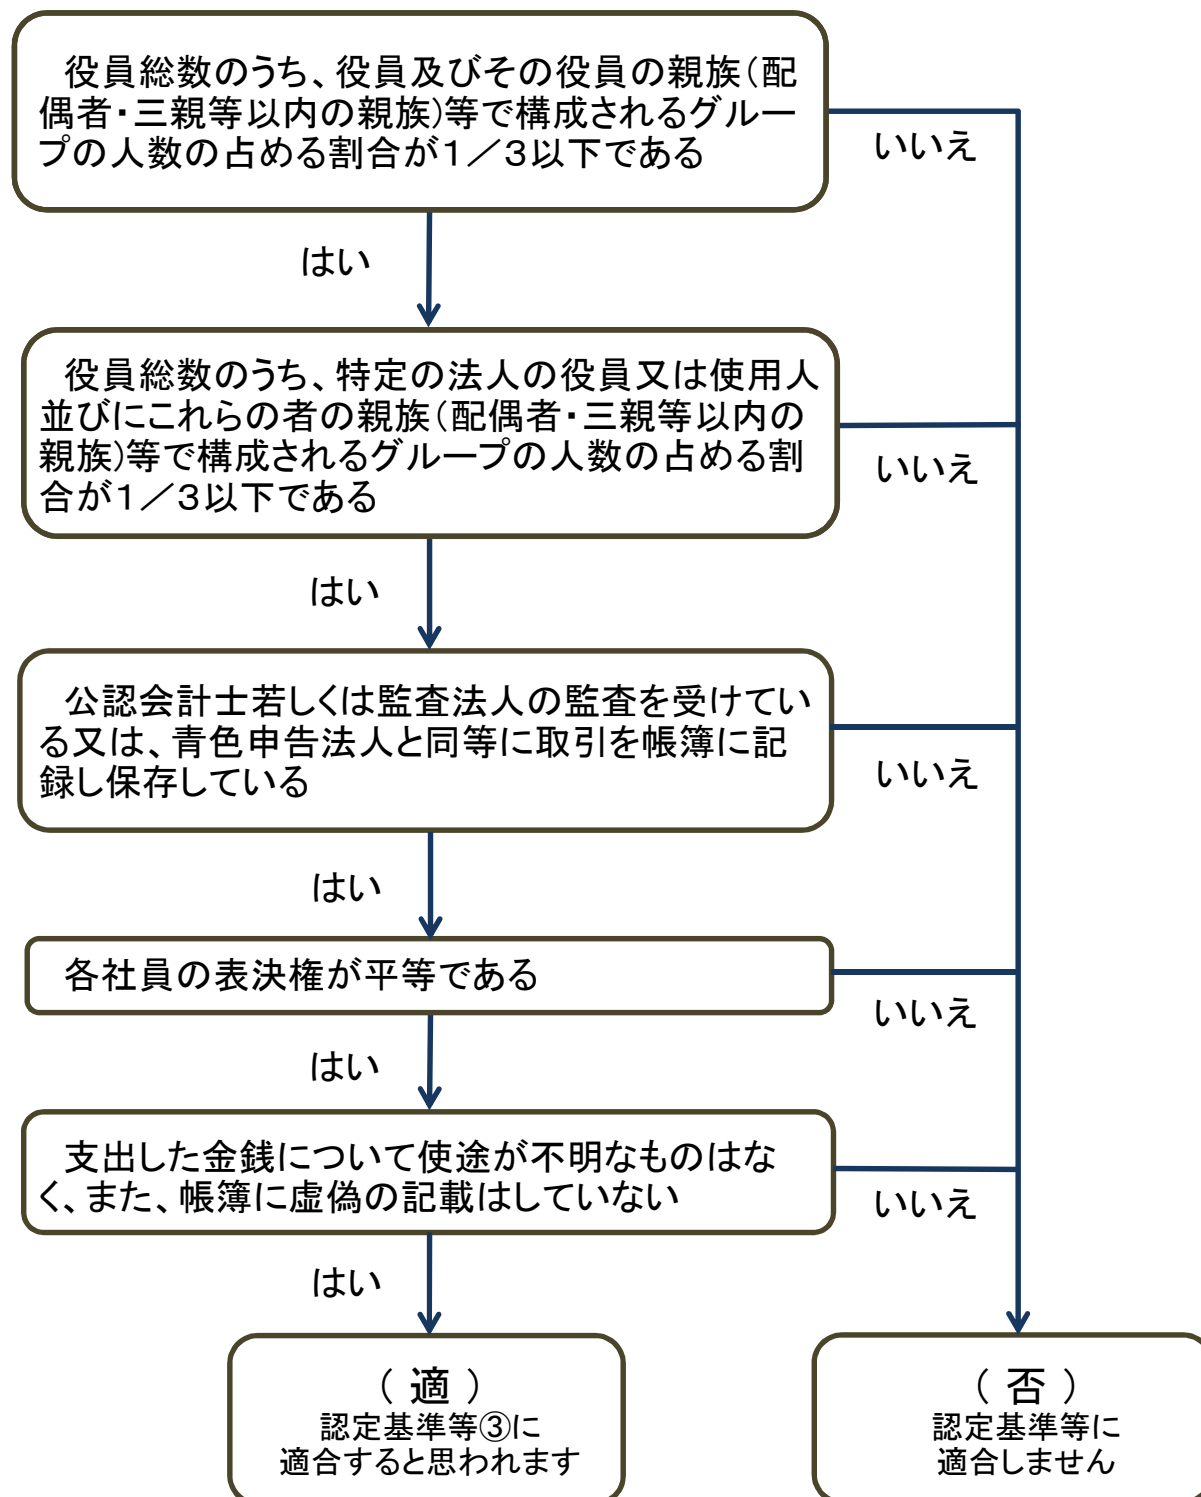 役員総数のうち、役員及びその役員の親族(配
偶者・三親等以内の親族)等で構成されるグルー
プの人数の占める割合が1/3以下である
いいえ
はい
役員総数のうち、特定の法人の役員又は使用人
並びにこれらの者の親族(配偶者・三親等以内の
親族)等で構成されるグループの人数の占める割
合が1/3以下である
いいえ
はい
公認会計士若しくは監査法人の監査を受けてい
る又は、青色申告法人と同等に取引を帳簿に記
録し保存している
いいえ
はい
各社員の表決権が平等である
いいえ
はい
支出した金銭について使途が不明なものはな
く、また、帳簿に虚偽の記載はしていない
いいえ
はい
(適)
認定基準等③に
適合すると思われます
(否)
認定基準等に
適合しません